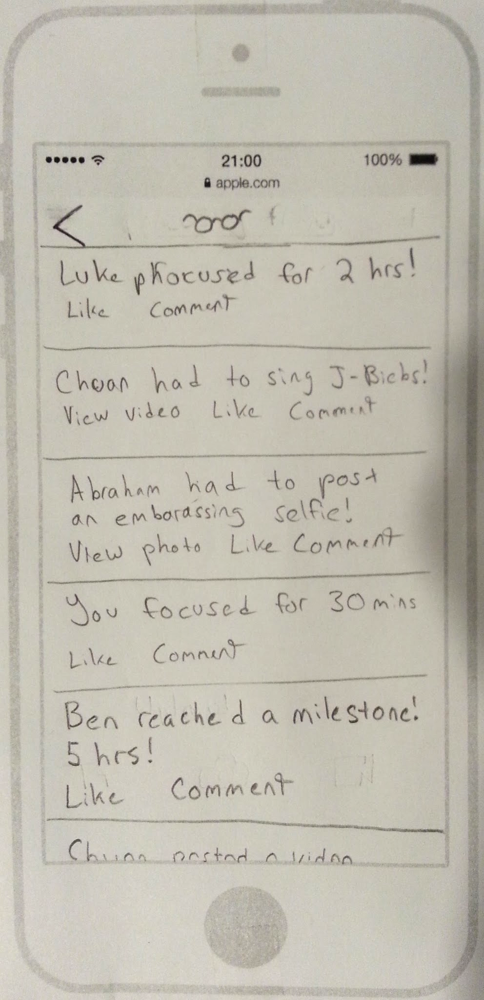 21:00 100%
apple.com
Luke phocused for 2 hrs!
Like Comment
Chuan had to sing J-Biebs!
View video Like Comment
Abraham had to post
an embarassing selfie!
View photo Like Comment
You focused for 30 mins
Like Comment
Ben reached a milestone!
5 hrs!
Like Comment
Chuan posted a video